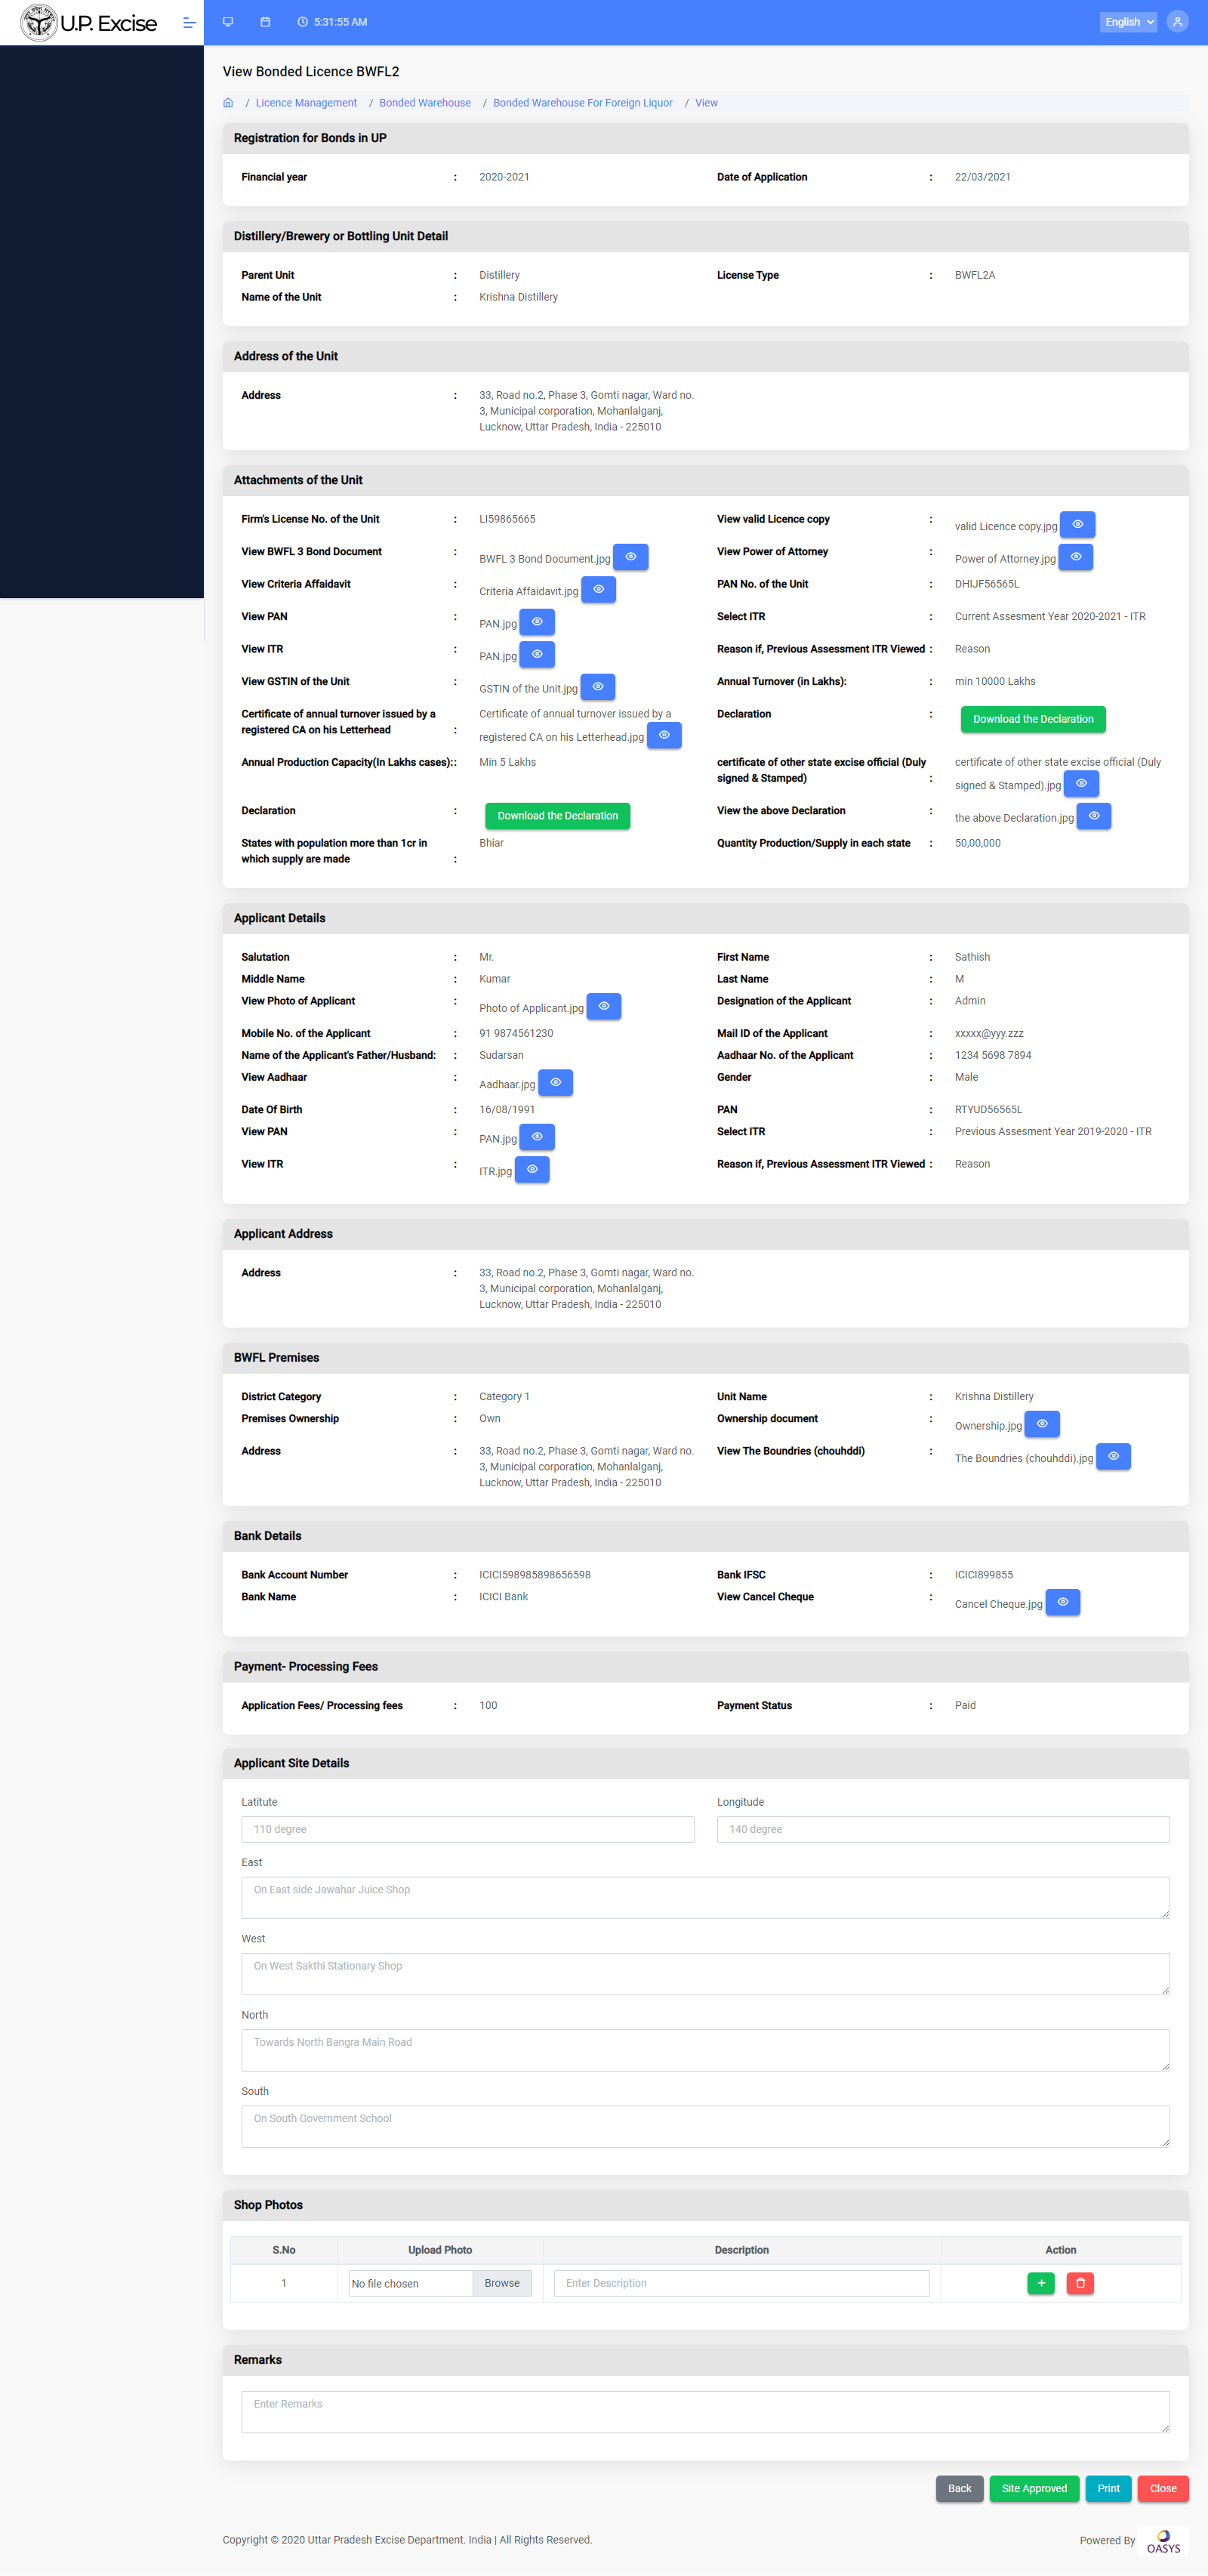 U.P. Excise
5:31:55 AM
English
View Bonded Licence BWFL2
/ Licence Management / Bonded Warehouse / Bonded Warehouse For Foreign Liquor / View
Registration for Bonds in UP
Financial year : 2020-2021 Date of Application : 22/03/2021
Distillery/Brewery or Bottling Unit Detail
Parent Unit : Distillery License Type : BWFL2A
Name of the Unit : Krishna Distillery
Address of the Unit
Address : 33, Road no.2, Phase 3, Gomti nagar, Ward no.
3, Municipal corporation, Mohanlalganj,
Lucknow, Uttar Pradesh, India - 225010
Attachments of the Unit
Firm's License No. of the Unit : LI59865665 View valid Licence copy : valid Licence copy.jpg
View BWFL 3 Bond Document : BWFL 3 Bond Document.jpg View Power of Attorney : Power of Attorney.jpg
View Criteria Affaidavit : Criteria Affaidavit.jpg PAN No. of the Unit : DHIJF56565L
View PAN : PAN.jpg Select ITR : Current Assesment Year 2020-2021 - ITR
View ITR : PAN.jpg Reason if, Previous Assessment ITR Viewed : Reason
View GSTIN of the Unit : GSTIN of the Unit.jpg Annual Turnover (in Lakhs): : min 10000 Lakhs
Certificate of annual turnover issued by a Certificate of annual turnover issued by a Declaration : Download the Declaration
registered CA on his Letterhead : registered CA on his Letterhead.jpg
Annual Production Capacity(In Lakhs cases):: Min 5 Lakhs certificate of other state excise official (Duly certificate of other state excise official (Duly
signed & Stamped) : signed & Stamped).jpg
Declaration : Download the Declaration View the above Declaration : the above Declaration.jpg
States with population more than 1cr in Bhiar Quantity Production/Supply in each state : 50,00,000
which supply are made :
Applicant Details
Salutation : Mr. First Name : Sathish
Middle Name : Kumar Last Name : M
View Photo of Applicant : Photo of Applicant.jpg Designation of the Applicant : Admin
Mobile No. of the Applicant : 91 9874561230 Mail ID of the Applicant : xxxxx@yyy.zzz
Name of the Applicant's Father/Husband: : Sudarsan Aadhaar No. of the Applicant : 1234 5698 7894
View Aadhaar : Aadhaar.jpg Gender : Male
Date Of Birth : 16/08/1991 PAN : RTYUD56565L
View PAN : PAN.jpg Select ITR : Previous Assesment Year 2019-2020 - ITR
View ITR : ITR.jpg Reason if, Previous Assessment ITR Viewed : Reason
Applicant Address
Address : 33, Road no.2, Phase 3, Gomti nagar, Ward no.
3, Municipal corporation, Mohanlalganj,
Lucknow, Uttar Pradesh, India - 225010
BWFL Premises
District Category : Category 1 Unit Name : Krishna Distillery
Premises Ownership : Own Ownership document : Ownership.jpg
Address : 33, Road no.2, Phase 3, Gomti nagar, Ward no. View The Boundries (chouhddi) : The Boundries (chouhddi).jpg
3, Municipal corporation, Mohanlalganj,
Lucknow, Uttar Pradesh, India - 225010
Bank Details
Bank Account Number : ICICI598985898656598 Bank IFSC : ICICI899855
Bank Name : ICICI Bank View Cancel Cheque : Cancel Cheque.jpg
Payment- Processing Fees
Application Fees/ Processing fees : 100 Payment Status : Paid
Applicant Site Details
Latitute Longitude
110 degree 140 degree
East
On East side Jawahar Juice Shop
West
On West Sakthi Stationary Shop
North
Towards North Bangra Main Road
South
On South Government School
Shop Photos
S.No Upload Photo Description Action
1 No file chosen Browse Enter Description
Remarks
Enter Remarks
Back Site Approved Print Close
Copyright © 2020 Uttar Pradesh Excise Department. India | All Rights Reserved. Powered By OASYS